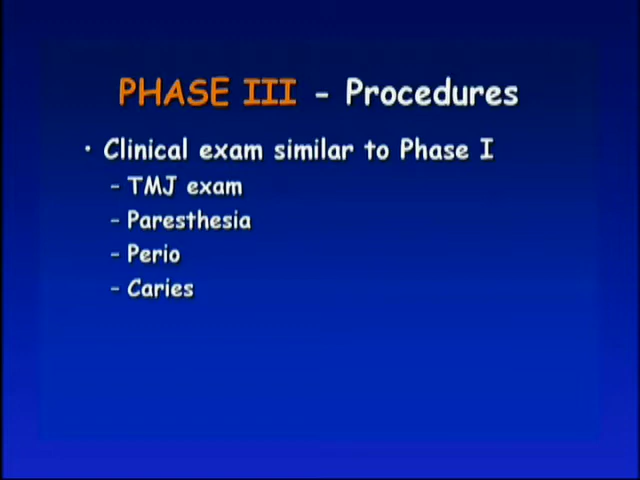 PHASE III - Procedures
• Clinical exam similar to Phase I
- TMJ exam
- Paresthesia
- Perio
- Caries